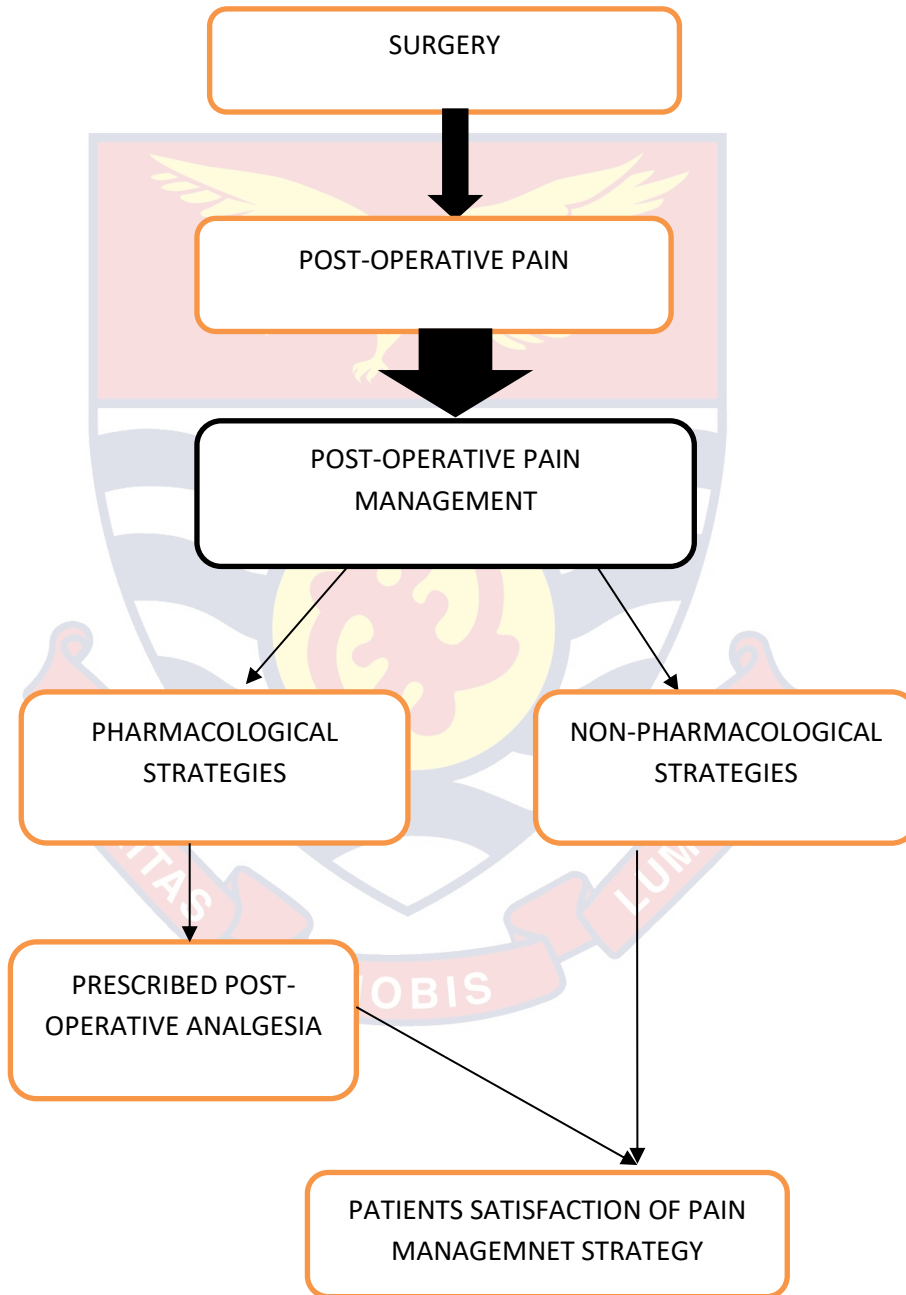 SURGERY
POST-OPERATIVE PAIN
POST-OPERATIVE PAIN
MANAGEMENT
PHARMACOLOGICAL
STRATEGIES
NON-PHARMACOLOGICAL
STRATEGIES
PRESCRIBED POST-
OPERATIVE ANALGESIA
PATIENTS SATISFACTION OF PAIN
MANAGEMNET STRATEGY